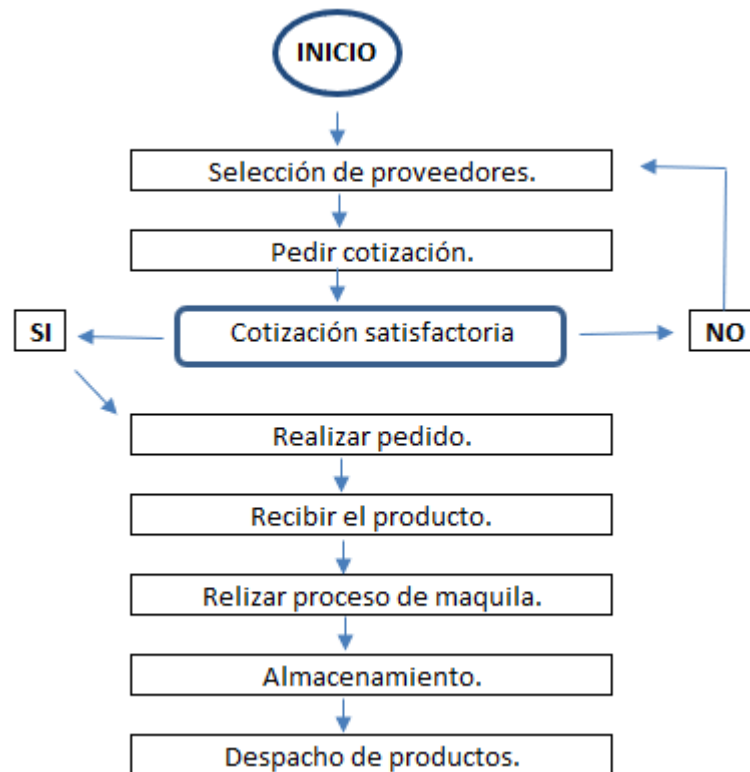 INICIO
Selección de proveedores.
Pedir cotización.
SI
Cotización satisfactoria
NO
Realizar pedido.
Recibir el producto.
Relizar proceso de maquila.
Almacenamiento.
Despacho de productos.